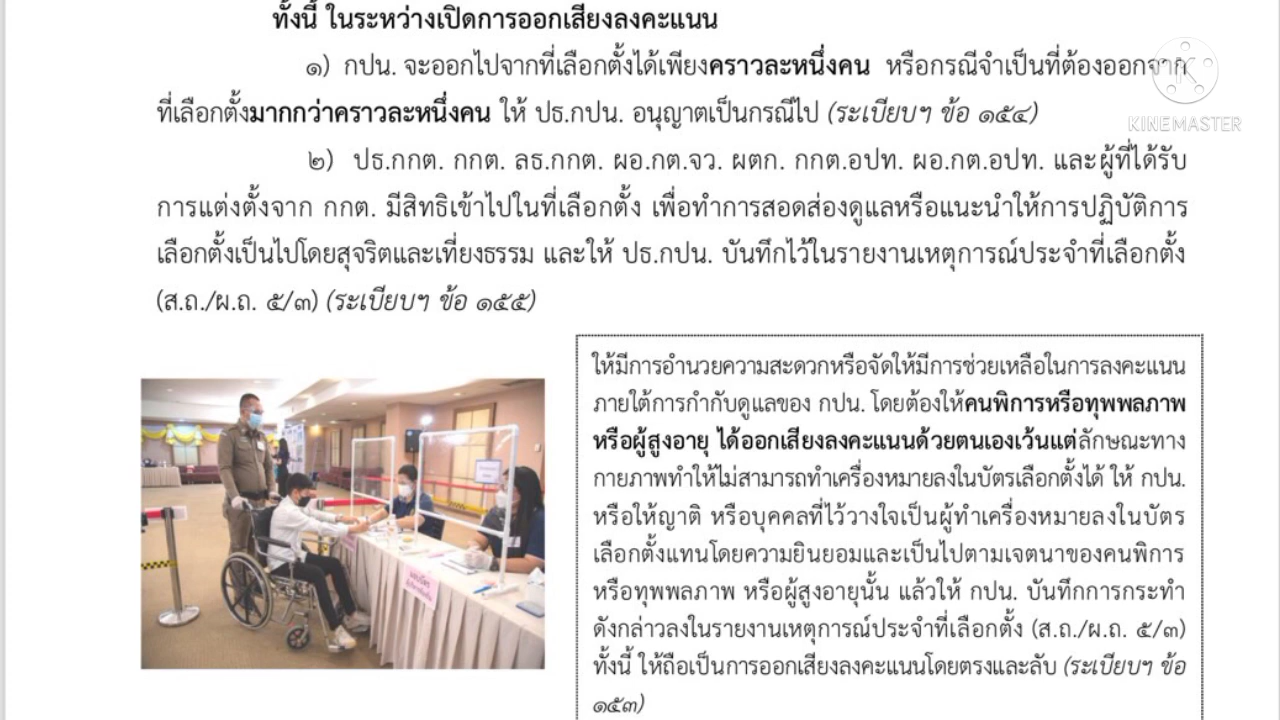 ทั้งนี้ ในระหว่างเปิดการออกเสียงลงคะแนน
๑) กปน. จะออกไปจากที่เลือกตั้งได้เพียงคราวละหนึ่งคน หรือกรณีจำเป็นที่ต้องออกจาก
ที่เลือกตั้งมากกว่าคราวละหนึ่งคน ให้ ปธ.กปน. อนุญาตเป็นกรณีไป (ระเบียบฯ ข้อ ๑๕๔)
๒) ปธ.กกต. กกต. ลธ.กกต. ผอ.กต.จว. ผตก. กกต.อปท. ผอ.กต.อปท. และผู้ที่ได้รับ
การแต่งตั้งจาก กกต. มีสิทธิเข้าไปในที่เลือกตั้ง เพื่อทำการสอดส่องดูแลหรือแนะนำให้การปฏิบัติการ
เลือกตั้งเป็นไปโดยสุจริตและเที่ยงธรรม และให้ ปธ.กปน. บันทึกไว้ในรายงานเหตุการณ์ประจำที่เลือกตั้ง
(ส.ถ./ผ.ถ. ๕/๓) (ระเบียบฯ ข้อ ๑๕๕)
ให้มีการอำนวยความสะดวกหรือจัดให้มีการช่วยเหลือในการลงคะแนน
ภายใต้การกำกับดูแลของ กปน. โดยต้องให้คนพิการหรือทุพพลภาพ
หรือผู้สูงอายุ ได้ออกเสียงลงคะแนนด้วยตนเองเว้นแต่ลักษณะทาง
กายภาพทำให้ไม่สามารถทำเครื่องหมายลงในบัตรเลือกตั้งได้ ให้ กปน.
หรือให้ญาติ หรือบุคคลที่ไว้วางใจเป็นผู้ทำเครื่องหมายลงในบัตร
เลือกตั้งแทนโดยความยินยอมและเป็นไปตามเจตนาของคนพิการ
หรือทุพพลภาพ หรือผู้สูงอายุนั้น แล้วให้ กปน. บันทึกการกระทำ
ดังกล่าวลงในรายงานเหตุการณ์ประจำที่เลือกตั้ง (ส.ถ./ผ.ถ. ๕/๓)
ทั้งนี้ ให้ถือเป็นการออกเสียงลงคะแนนโดยตรงและลับ (ระเบียบฯ ข้อ
๑๕๓)
KINEMASTER